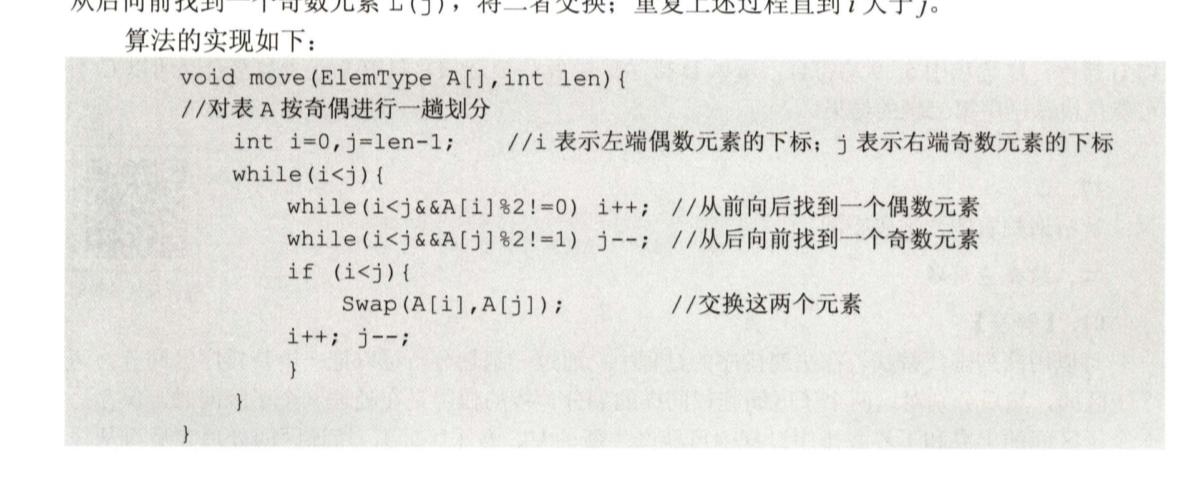 从后向前找到一个奇数元素 L(j)，将二者交换；重复上述过程直到 i 大于 j。
算法的实现如下：
void move(ElemType A[],int len){
//对表 A 按奇偶进行一趟划分
int i=0,j=len-1; //i 表示左端偶数元素的下标；j 表示右端奇数元素的下标
while(i<j){
while(i<j&&A[i]%2!=0) i++; //从前向后找到一个偶数元素
while(i<j&&A[j]%2!=1) j--; //从后向前找到一个奇数元素
if (i<j){
Swap(A[i],A[j]); //交换这两个元素
i++; j--;
}
}
}